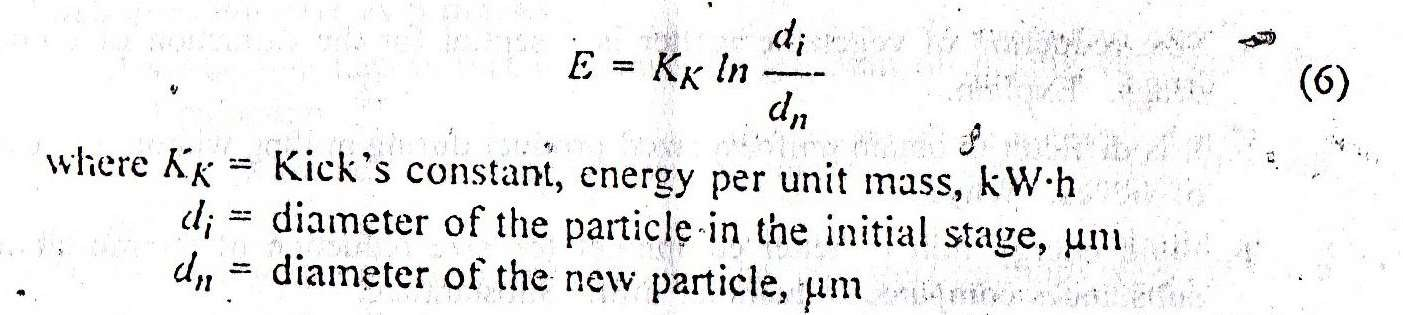 E = K_K ln d_i / d_n (6)
where K_K = Kick's constant, energy per unit mass, kW·h
d_i = diameter of the particle in the initial stage, µm
d_n = diameter of the new particle, µm